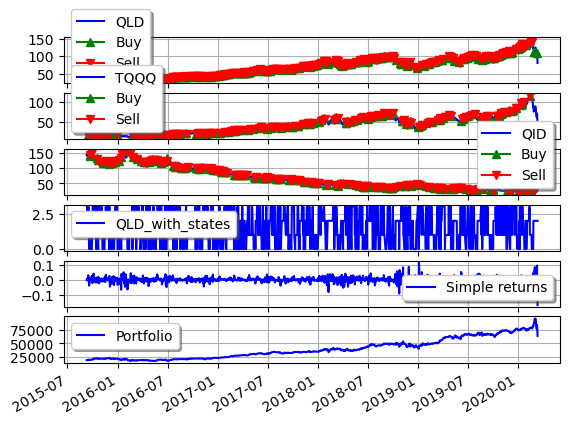 QLD
Buy
Sell
150
100
50
TQQQ
Buy
Sell
100
50
QID
Buy
Sell
150
100
50
QLD_with_states
2.5
0.0
Simple returns
0.1
0.0
−0.1
Portfolio
75000
50000
25000
2015-07 2016-01 2016-07 2017-01 2017-07 2018-01 2018-07 2019-01 2019-07 2020-01